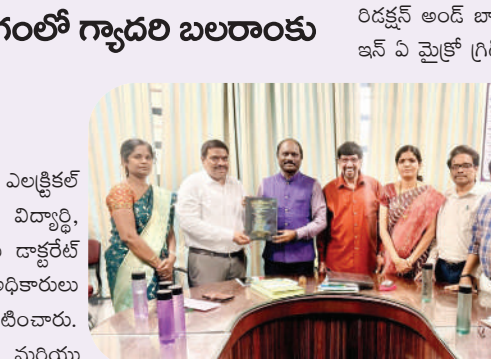 గంలో గ్యాదరి బలరాంకు
రిడక్షన్ అండ్
ఇన్ ఏ మైక్రో
ఎలక్ట్రికల్
విద్యార్థి,
డాక్టరేట్
మరియు